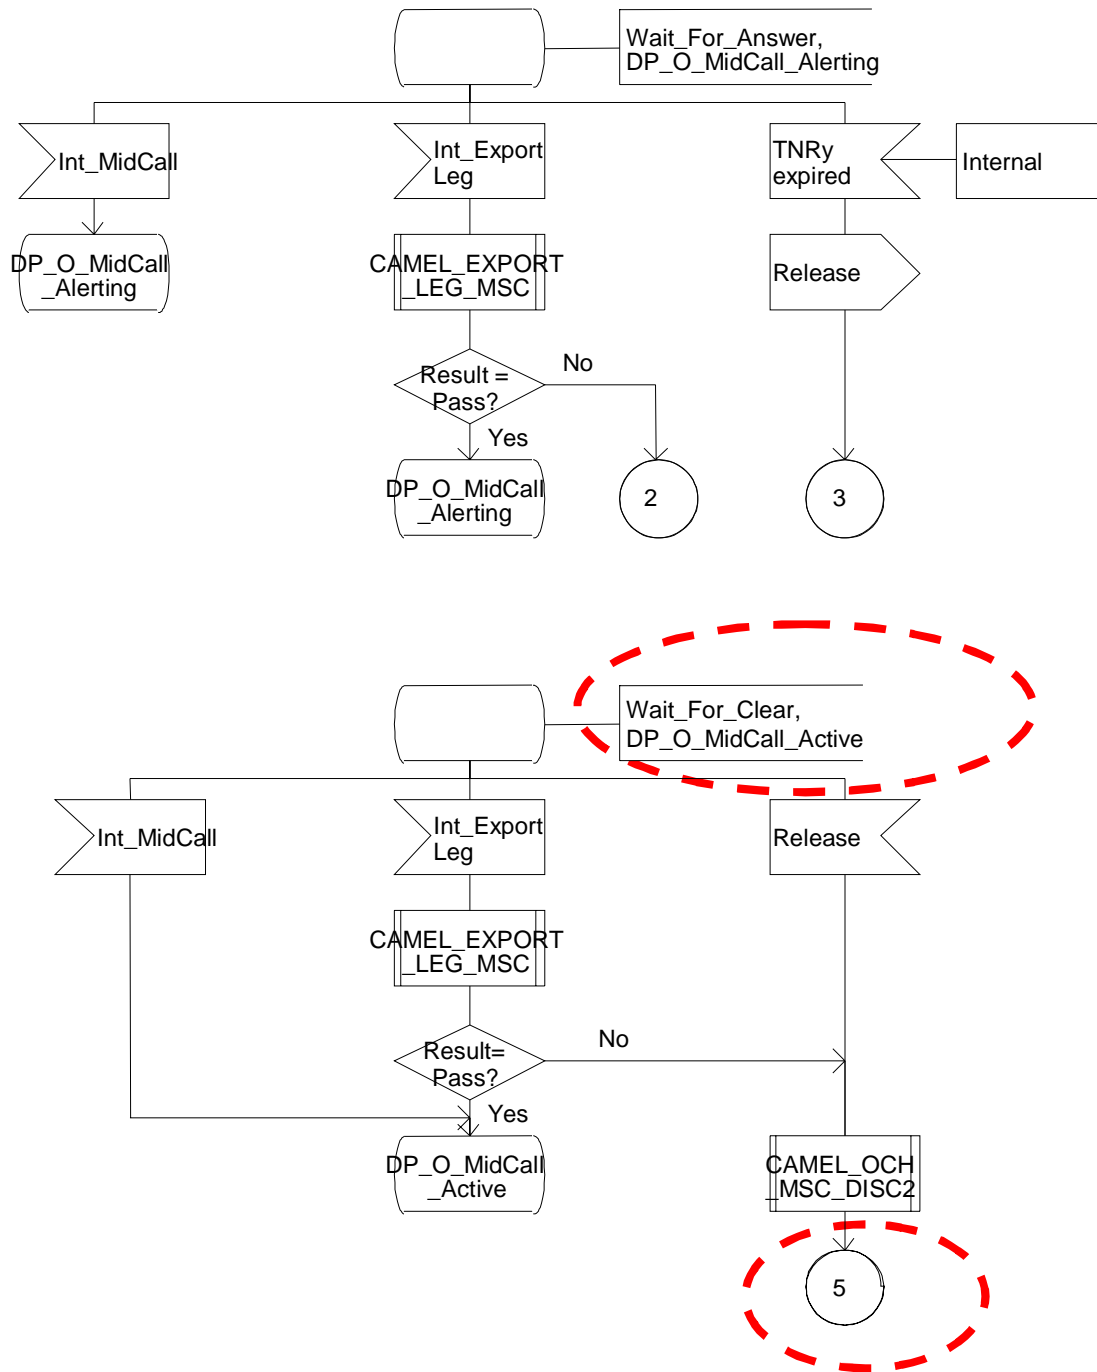 Wait_For_Answer,
DP_O_MidCall_Alerting
Int_MidCall
Int_Export
Leg
TNRy
expired
Internal
DP_O_MidCall
_Alerting
CAMEL_EXPORT
_LEG_MSC
Release
Result =
Pass?
No
Yes
DP_O_MidCall
_Alerting
2
3
Wait_For_Clear,
DP_O_MidCall_Active
Int_MidCall
Int_Export
Leg
Release
CAMEL_EXPORT
_LEG_MSC
Result=
Pass?
No
Yes
DP_O_MidCall
_Active
CAMEL_OCH
_MSC_DISC2
5